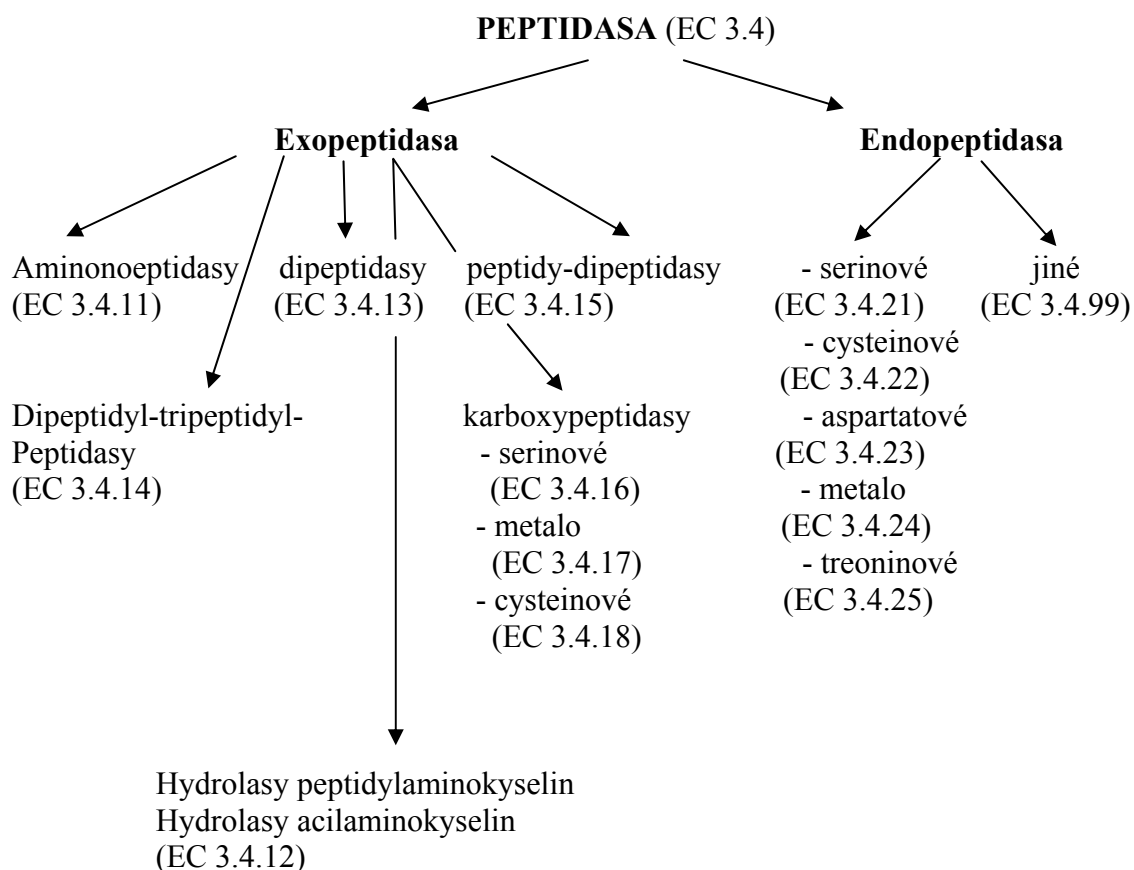 PEPTIDASA (EC 3.4)
Exopeptidasa
Endopeptidasa
Aminonoeptidasy
(EC 3.4.11)
dipeptidasy
(EC 3.4.13)
peptidy-dipeptidasy
(EC 3.4.15)
- serinové
(EC 3.4.21)
- cysteinové
(EC 3.4.22)
- aspartatové
(EC 3.4.23)
- metalo
(EC 3.4.24)
- treoninové
(EC 3.4.25)
jiné
(EC 3.4.99)
Dipeptidyl-tripeptidyl-
Peptidasy
(EC 3.4.14)
karboxypeptidasy
- serinové
(EC 3.4.16)
- metalo
(EC 3.4.17)
- cysteinové
(EC 3.4.18)
Hydrolasy peptidylaminokyselin
Hydrolasy acilaminokyselin
(EC 3.4.12)